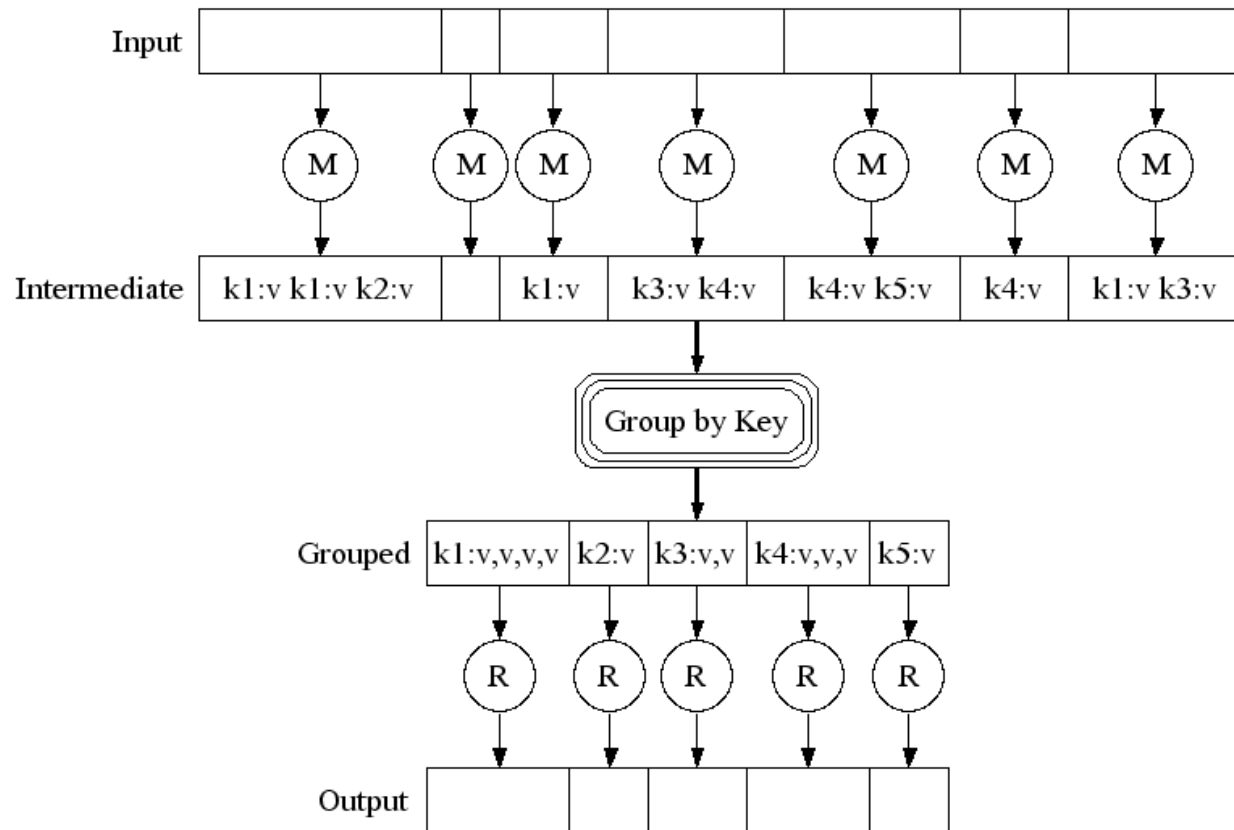 Input
M M M M M M M
Intermediate k1:v k1:v k2:v k1:v k3:v k4:v k4:v k5:v k4:v k1:v k3:v
Group by Key
Grouped k1:v,v,v,v k2:v k3:v,v k4:v,v,v k5:v
R R R R R
Output